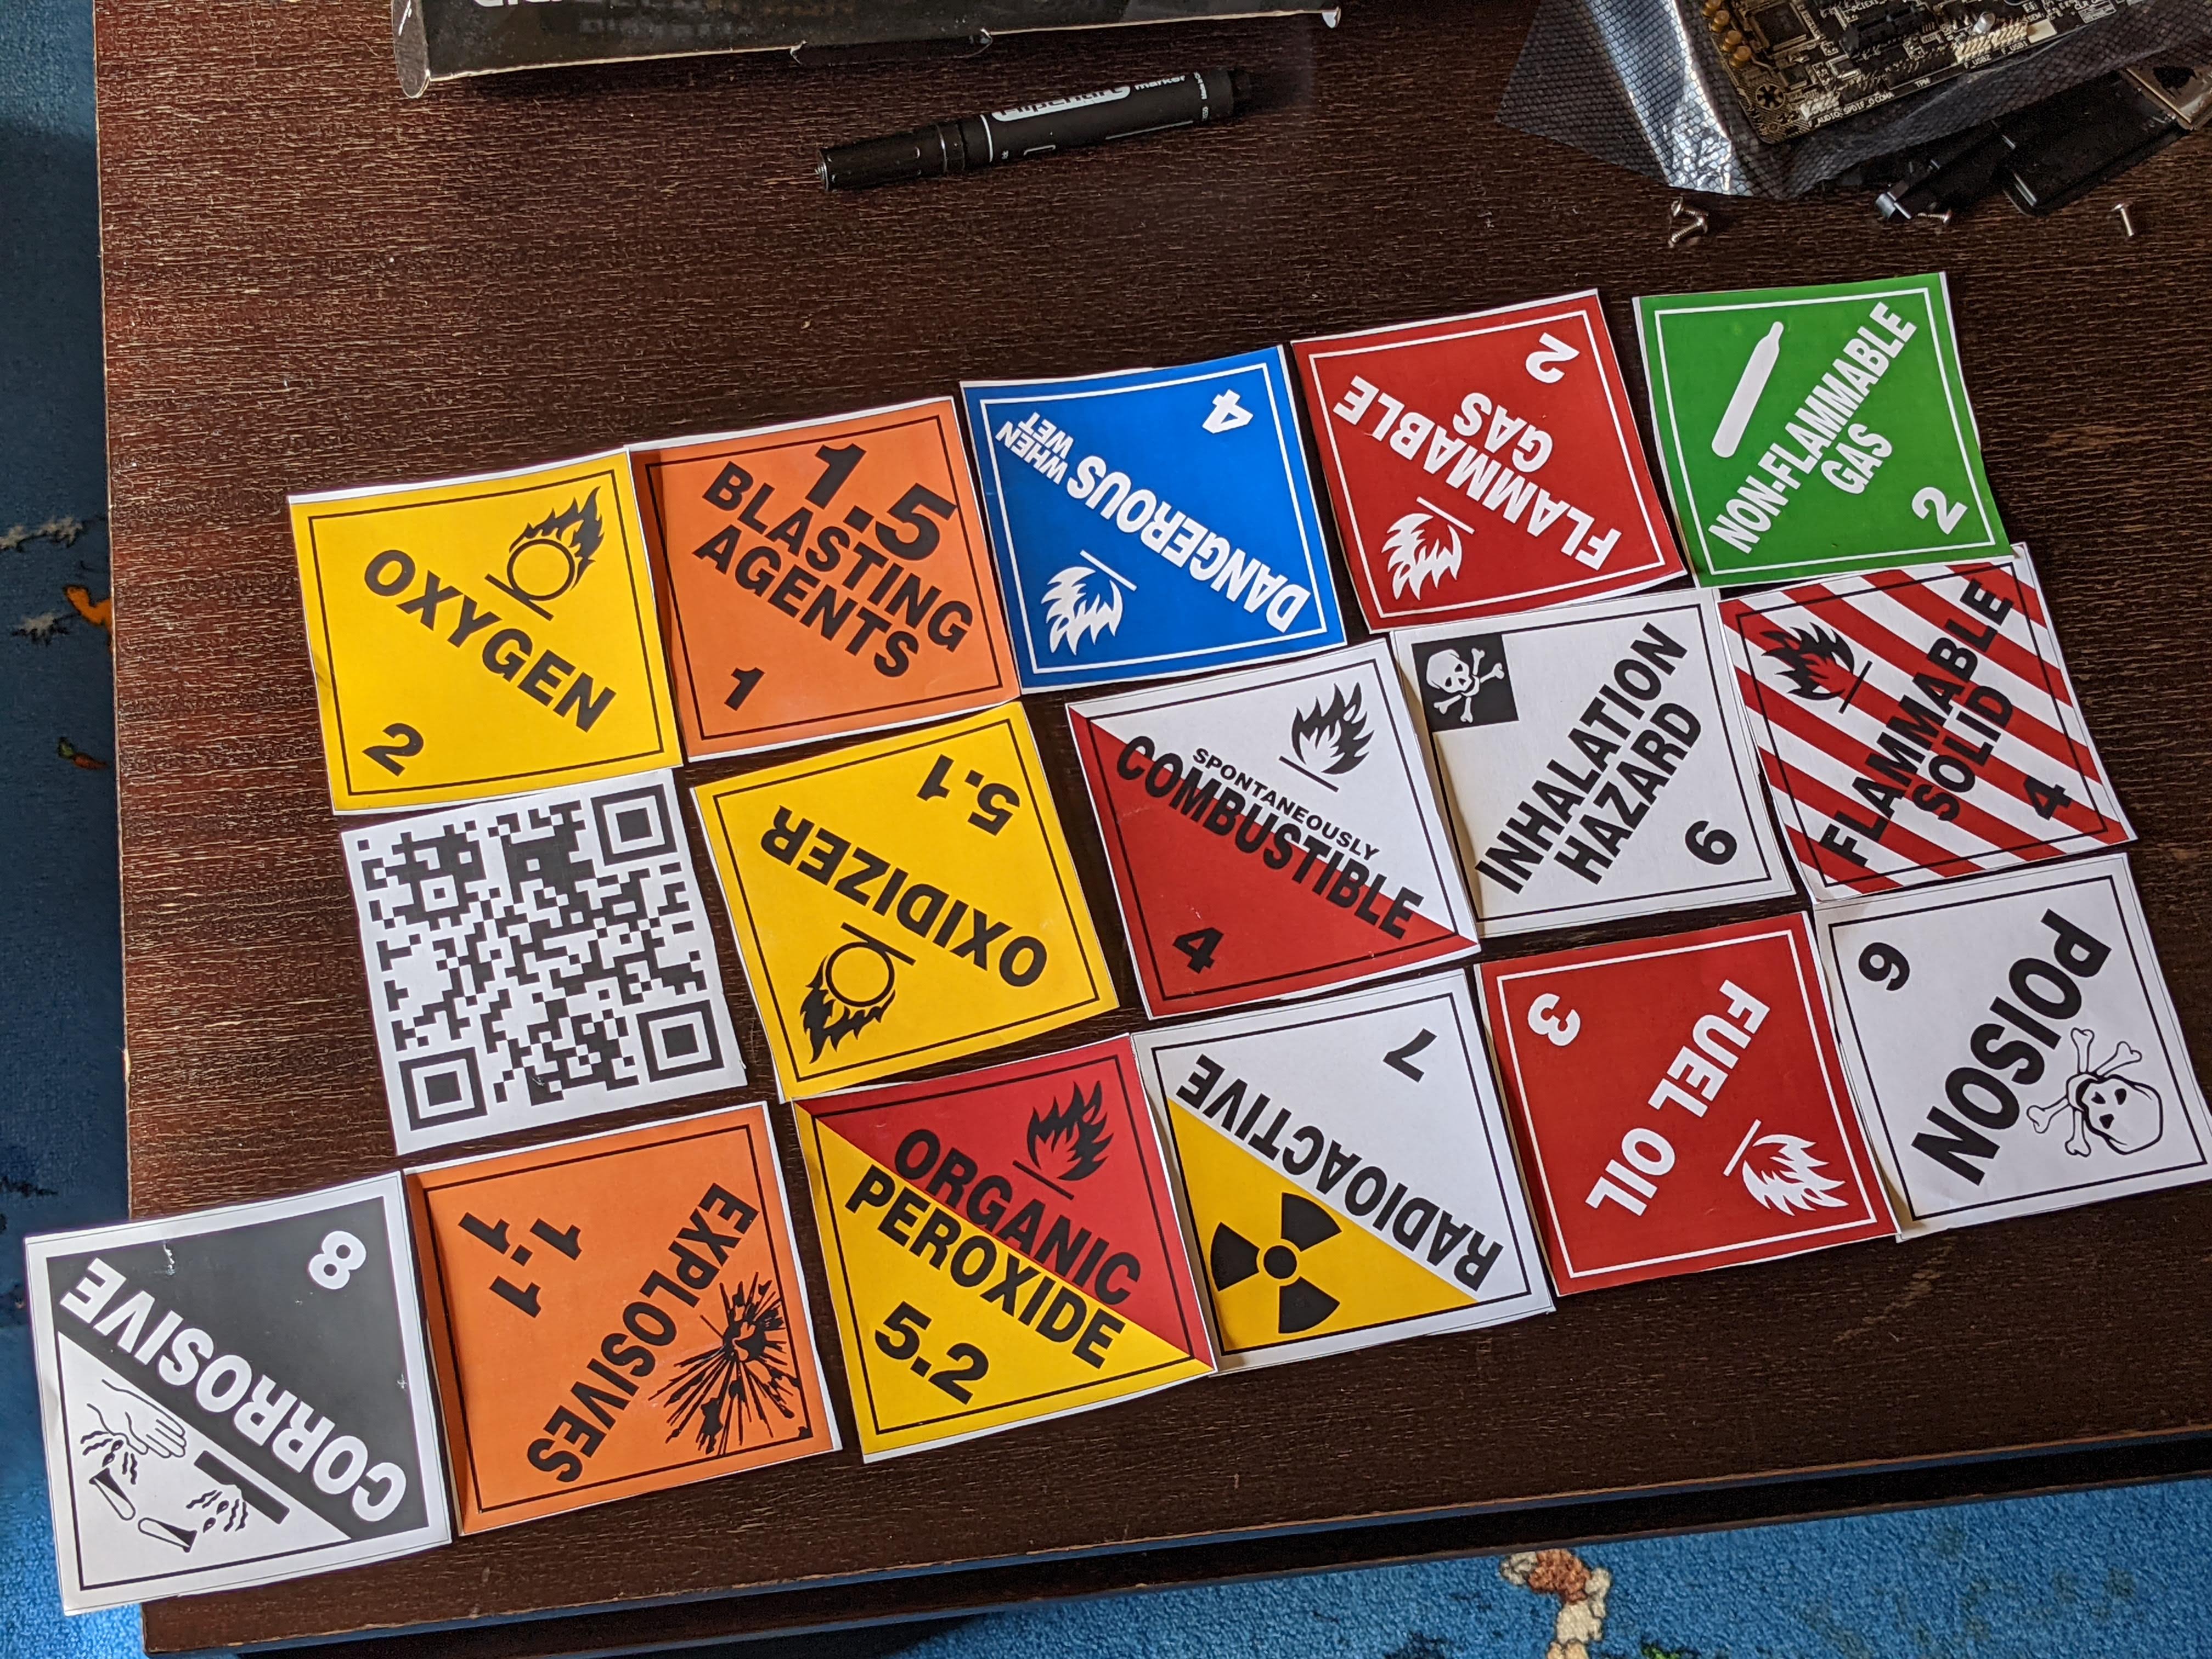 POISON
6
FLAMMABLE
SOLID
FLAMMABLE
4
NON-FLAMMABLE
GAS
2
FUEL OIL
3
INHALATION
HAZARD
6
FLAMMABLE
GAS
2
RADIOACTIVE
7
SPONTANEOUSLY
COMBUSTIBLE
4
DANGEROUS
WHEN
WET
4
ORGANIC
PEROXIDE
5.2
OXIDIZER
5.1
1.5
BLASTING
AGENTS
1
EXPLOSIVES
1.1
1
OXYGEN
2
CORROSIVE
8